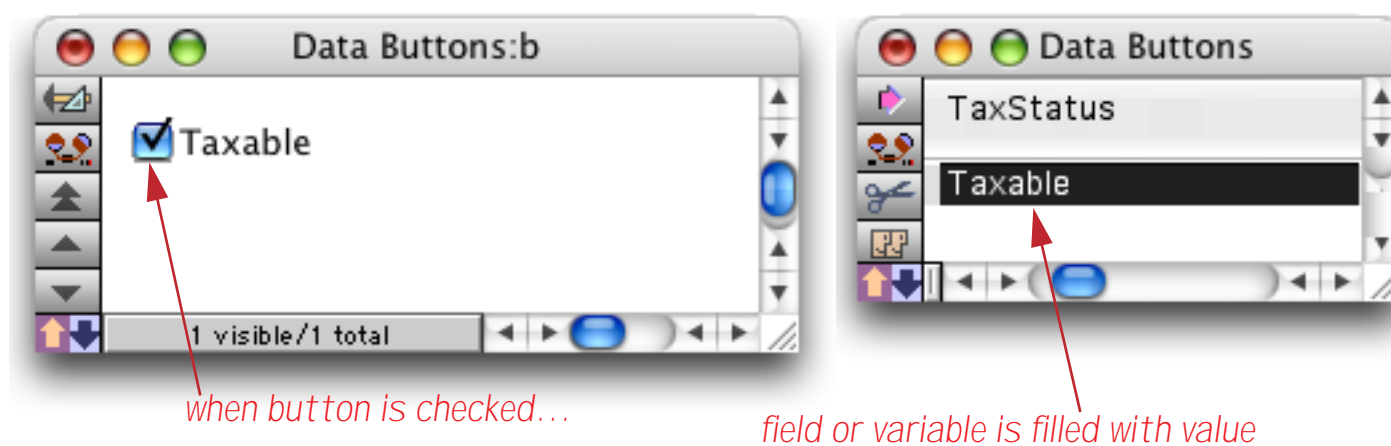 Data Buttons:b
Taxable
1 visible/1 total
when button is checked...
Data Buttons
TaxStatus
Taxable
field or variable is filled with value